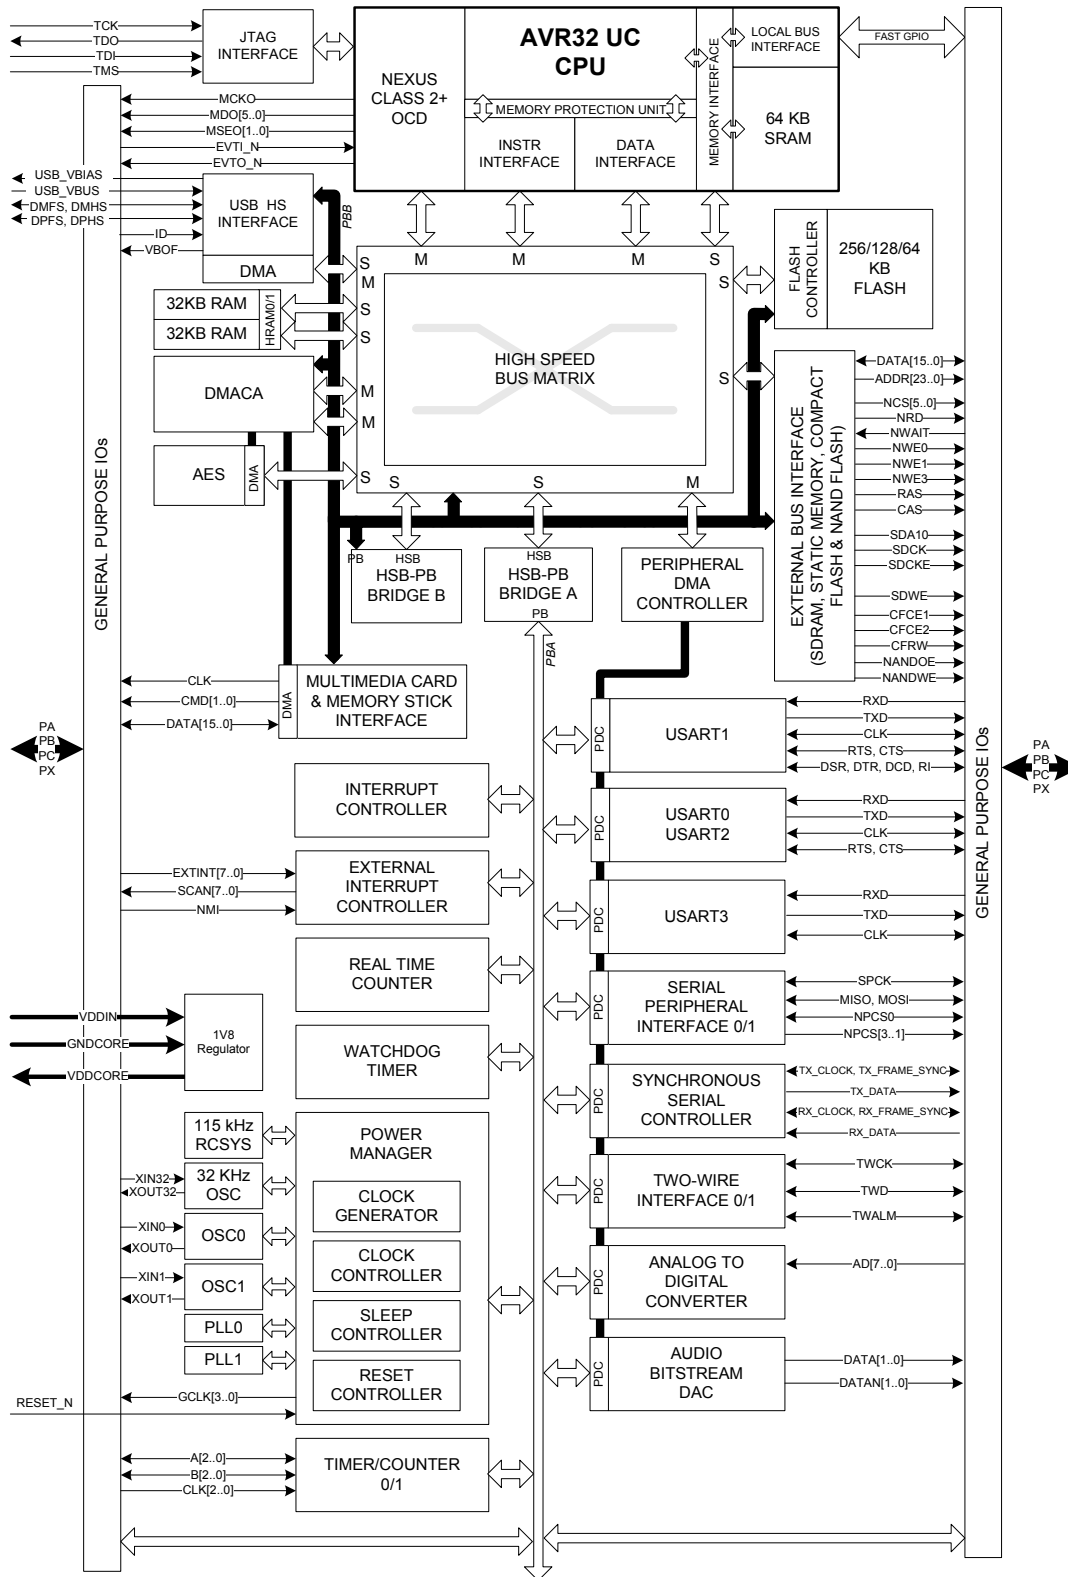 TCK
TDO
TDI
TMS
JTAG
INTERFACE
NEXUS
CLASS 2+
OCD
AVR32 UC
CPU
MEMORY PROTECTION UNIT
INSTR
INTERFACE
DATA
INTERFACE
MEMORY INTERFACE
LOCAL BUS
INTERFACE
64 KB
SRAM
FAST GPIO
MCKO
MDO[5..0]
MSEO[1..0]
EVTI_N
EVTO_N
USB_VBIAS
USB_VBUS
DMFS, DMHS
DPFS, DPHS
ID
VBOF
USB HS
INTERFACE
DMA
PBB
32KB RAM
32KB RAM
HRAM0/1
DMACA
AES
DMA
S
M
S
S
M
M
S
M
M
M
S
S
S
S
S
M
HIGH SPEED
BUS MATRIX
FLASH
CONTROLLER
256/128/64
KB
FLASH
EXTERNAL BUS INTERFACE
(SDRAM, STATIC MEMORY, COMPACT
FLASH & NAND FLASH)
DATA[15..0]
ADDR[23..0]
NCS[5..0]
NRD
NWAIT
NWE0
NWE1
NWE3
RAS
CAS
SDA10
SDCK
SDCKE
SDWE
CFCE1
CFCE2
CFRW
NANDOE
NANDWE
GENERAL PURPOSE IOs
GENERAL PURPOSE IOs
PB
HSB
HSB-PB
BRIDGE B
HSB
HSB-PB
BRIDGE A
PB
PBA
PERIPHERAL
DMA
CONTROLLER
CLK
CMD[1..0]
DATA[15..0]
DMA
MULTIMEDIA CARD
& MEMORY STICK
INTERFACE
PA
PB
PC
PX
PA
PB
PC
PX
INTERRUPT
CONTROLLER
EXTINT[7..0]
SCAN[7..0]
NMI
EXTERNAL
INTERRUPT
CONTROLLER
REAL TIME
COUNTER
VDDIN
GNDCORE
VDDCORE
1V8
Regulator
WATCHDOG
TIMER
115 kHz
RCSYS
XIN32
XOUT32
32 KHz
OSC
XIN0
XOUT0
OSC0
XIN1
XOUT1
OSC1
PLL0
PLL1
GCLK[3..0]
RESET_N
POWER
MANAGER
CLOCK
GENERATOR
CLOCK
CONTROLLER
SLEEP
CONTROLLER
RESET
CONTROLLER
A[2..0]
B[2..0]
CLK[2..0]
TIMER/COUNTER
0/1
PDC
USART1
RXD
TXD
CLK
RTS, CTS
DSR, DTR, DCD, RI
PDC
USART0
USART2
RXD
TXD
CLK
RTS, CTS
PDC
USART3
RXD
TXD
CLK
PDC
SERIAL
PERIPHERAL
INTERFACE 0/1
SPCK
MISO, MOSI
NPCS0
NPCS[3..1]
PDC
SYNCHRONOUS
SERIAL
CONTROLLER
TX_CLOCK, TX_FRAME_SYNC
TX_DATA
RX_CLOCK, RX_FRAME_SYNC
RX_DATA
PDC
TWO-WIRE
INTERFACE 0/1
TWCK
TWD
TWALM
PDC
ANALOG TO
DIGITAL
CONVERTER
AD[7..0]
PDC
AUDIO
BITSTREAM
DAC
DATA[1..0]
DATAN[1..0]